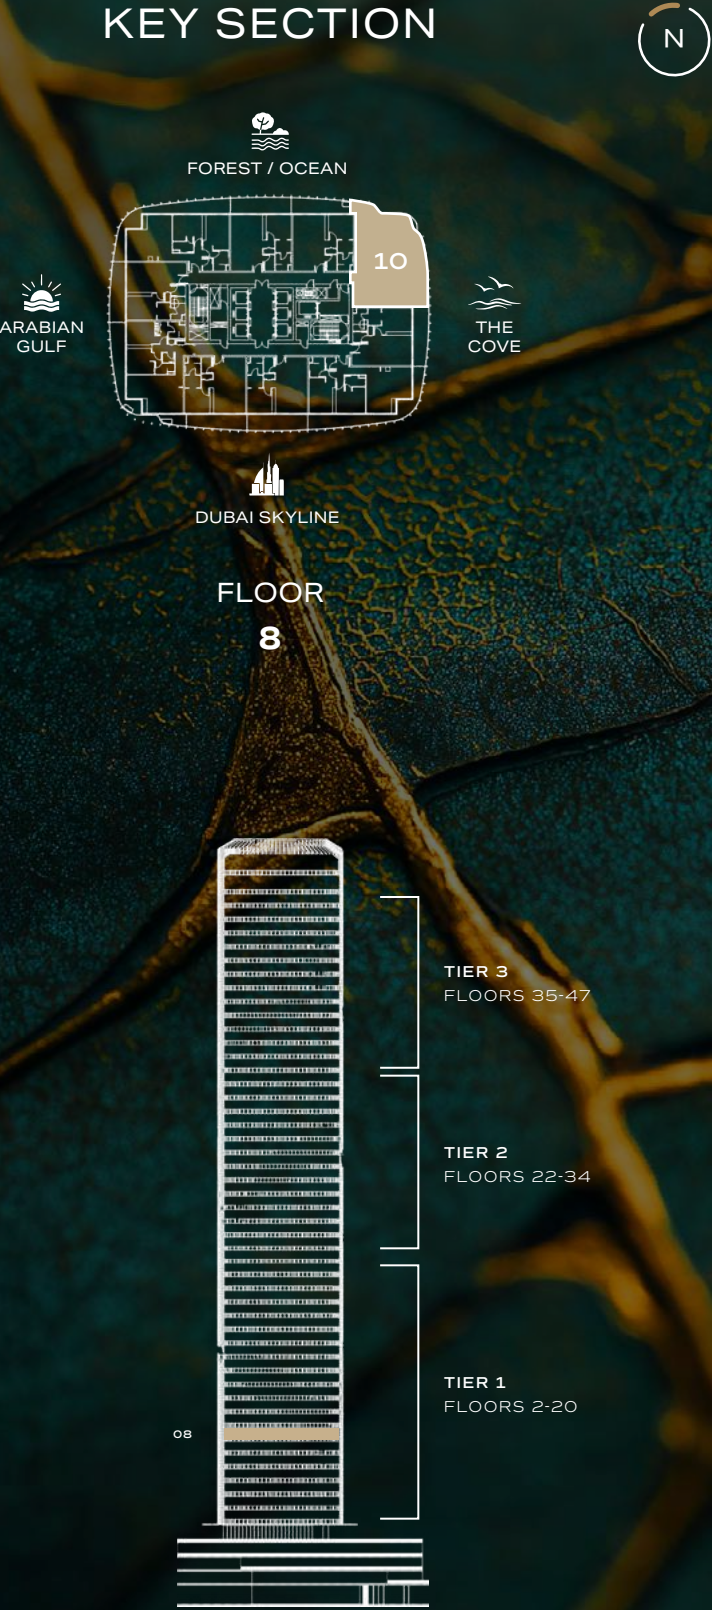 KEY SECTION
N
FOREST / OCEAN
10
ARABIAN
GULF
THE
COVE
DUBAI SKYLINE
FLOOR
8
TIER 3
FLOORS 35-47
TIER 2
FLOORS 22-34
TIER 1
FLOORS 2-20
08